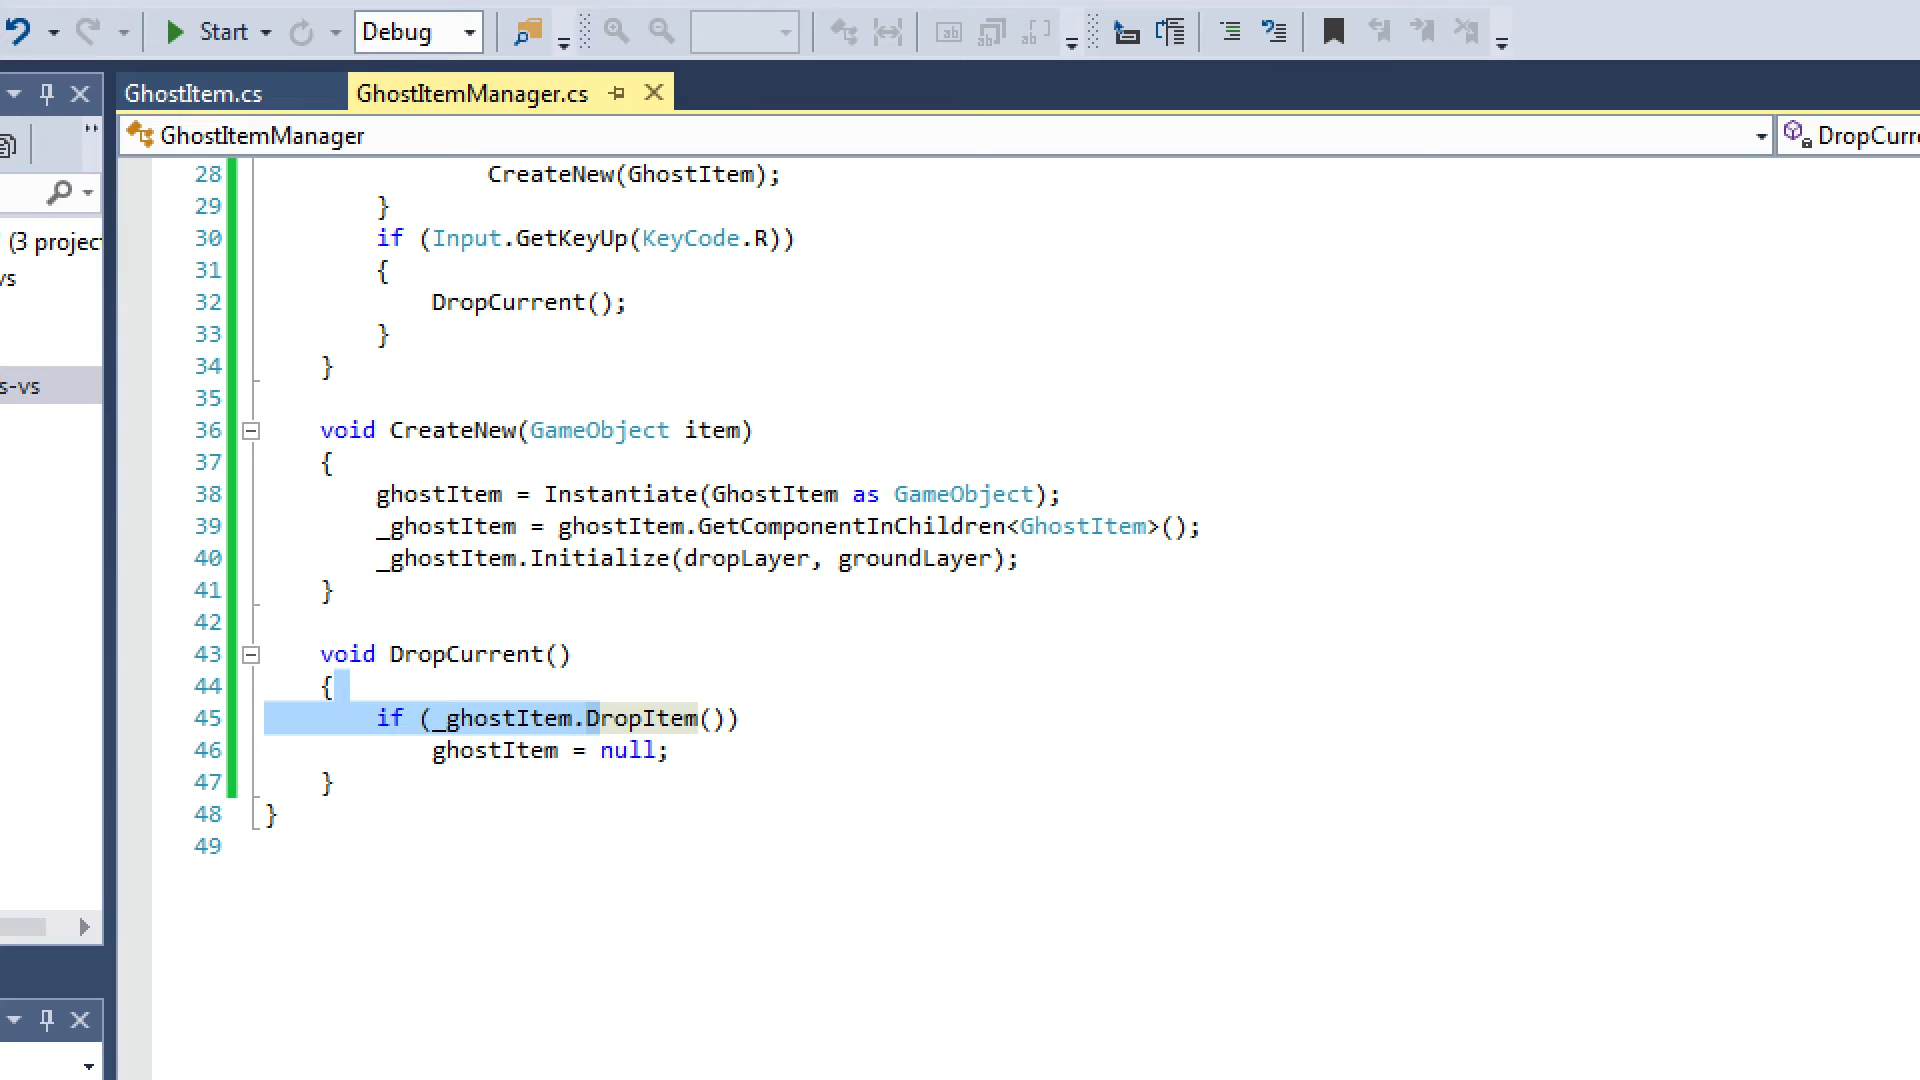 Start
Debug
GhostItem.cs
GhostItemManager.cs
GhostItemManager
DropCurr
(3 project
vs
s-vs
28 CreateNew(GhostItem);
29 }
30 if (Input.GetKeyUp(KeyCode.R))
31 {
32 DropCurrent();
33 }
34 }
35
36 void CreateNew(GameObject item)
37 {
38 ghostItem = Instantiate(GhostItem as GameObject);
39 _ghostItem = ghostItem.GetComponentInChildren<GhostItem>();
40 _ghostItem.Initialize(dropLayer, groundLayer);
41 }
42
43 void DropCurrent()
44 {
45 if (_ghostItem.DropItem())
46 ghostItem = null;
47 }
48 }
49